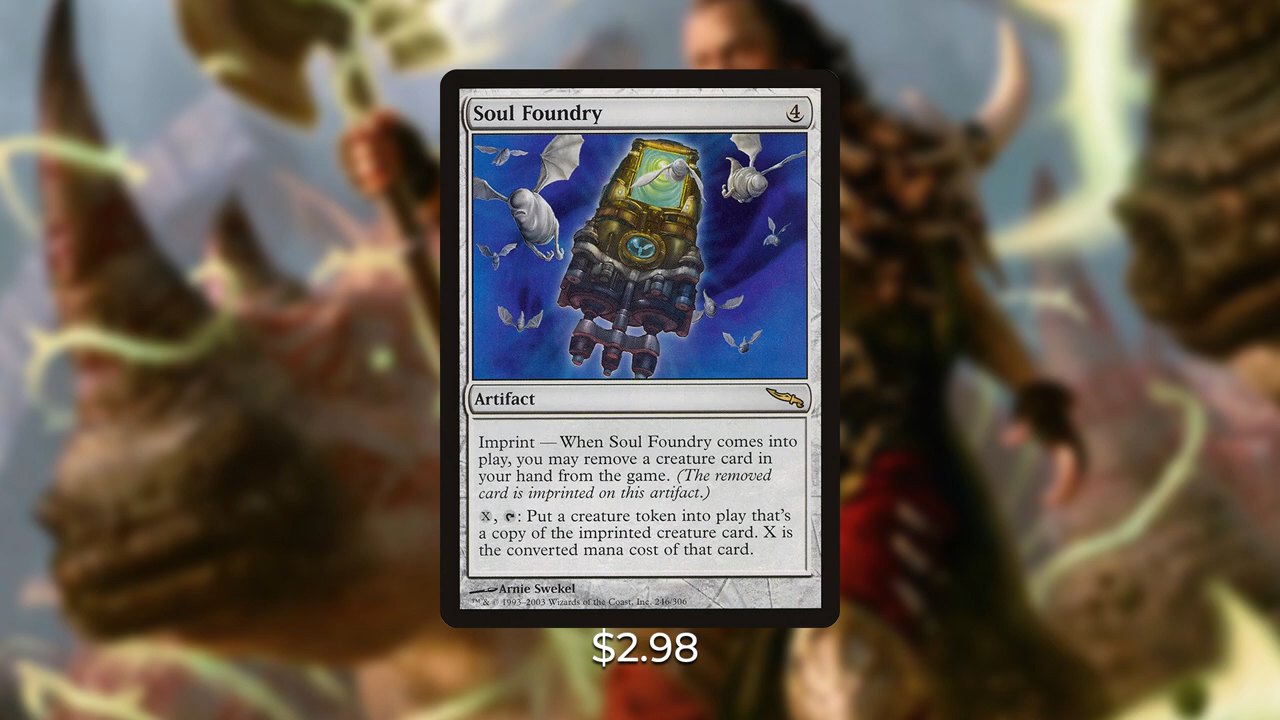 Soul Foundry 4
Artifact
Imprint — When Soul Foundry comes into
play, you may remove a creature card in
your hand from the game. (The removed
card is imprinted on this artifact.)
X, : Put a creature token into play that's
a copy of the imprinted creature card. X is
the converted mana cost of that card.
Arnie Swekel
™ & © 1993–2003 Wizards of the Coast, Inc. 246/306
$2.98